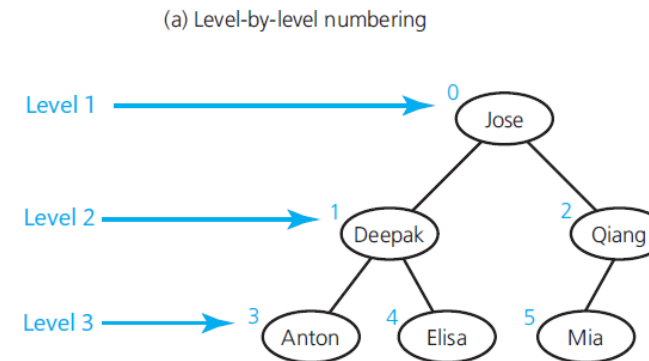 (a) Level-by-level numbering
Level 1
0
Jose
Level 2
1
Deepak
2
Qiang
Level 3
3
Anton
4
Elisa
5
Mia